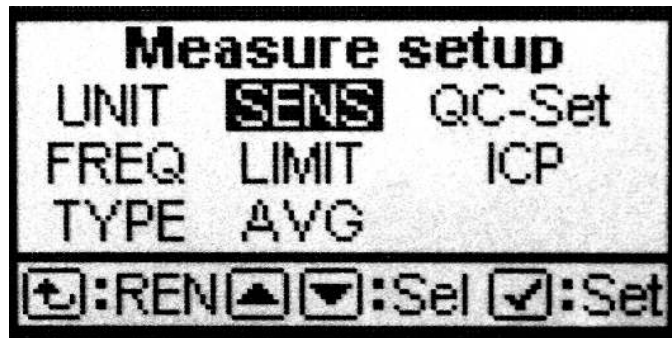 Measure setup
UNIT SENS QC-Set
FREQ LIMIT ICP
TYPE AVG
:REN :Sel :Set